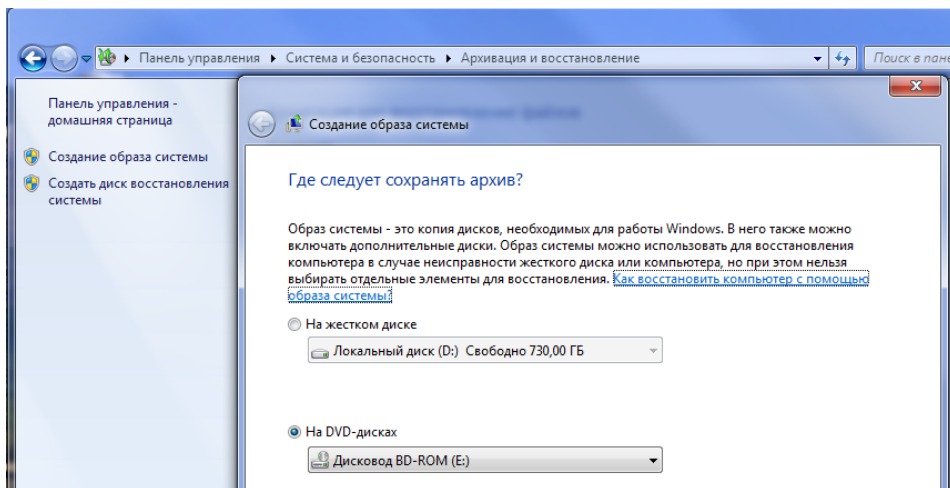 Панель управления ▸ Система и безопасность ▸ Архивация и восстановление
Поиск в пане
Панель управления -
домашняя страница
Создание образа системы
Создать диск восстановления
системы
Создание образа системы
Где следует сохранять архив?
Образ системы - это копия дисков, необходимых для работы Windows. В него также можно
включать дополнительные диски. Образ системы можно использовать для восстановления
компьютера в случае неисправности жесткого диска или компьютера, но при этом нельзя
выбирать отдельные элементы для восстановления. Как восстановить компьютер с помощью
образа системы?
На жестком диске
Локальный диск (D:) Свободно 730,00 ГБ
На DVD-дисках
Дисковод BD-ROM (E:)